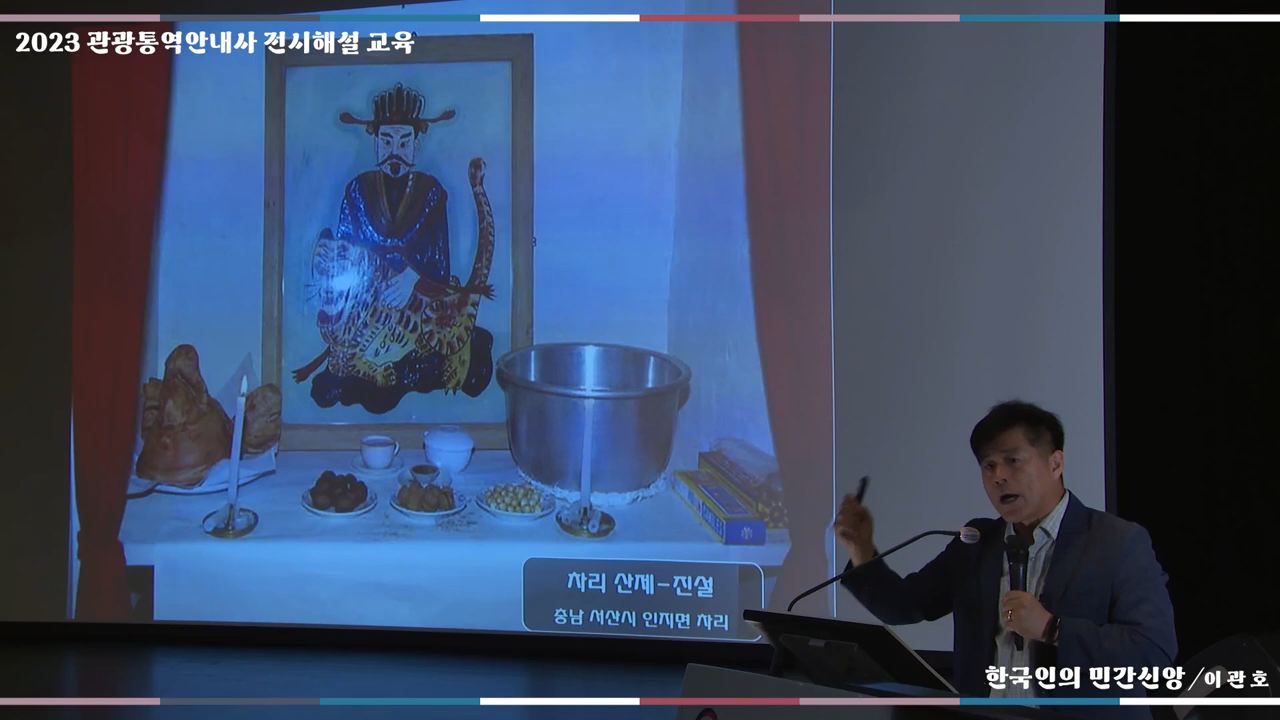 2023 관광통역안내사 전시해설 교육
차리 산제-진설
충남 서산시 인지면 차리
한국인의 민간신앙/이관호